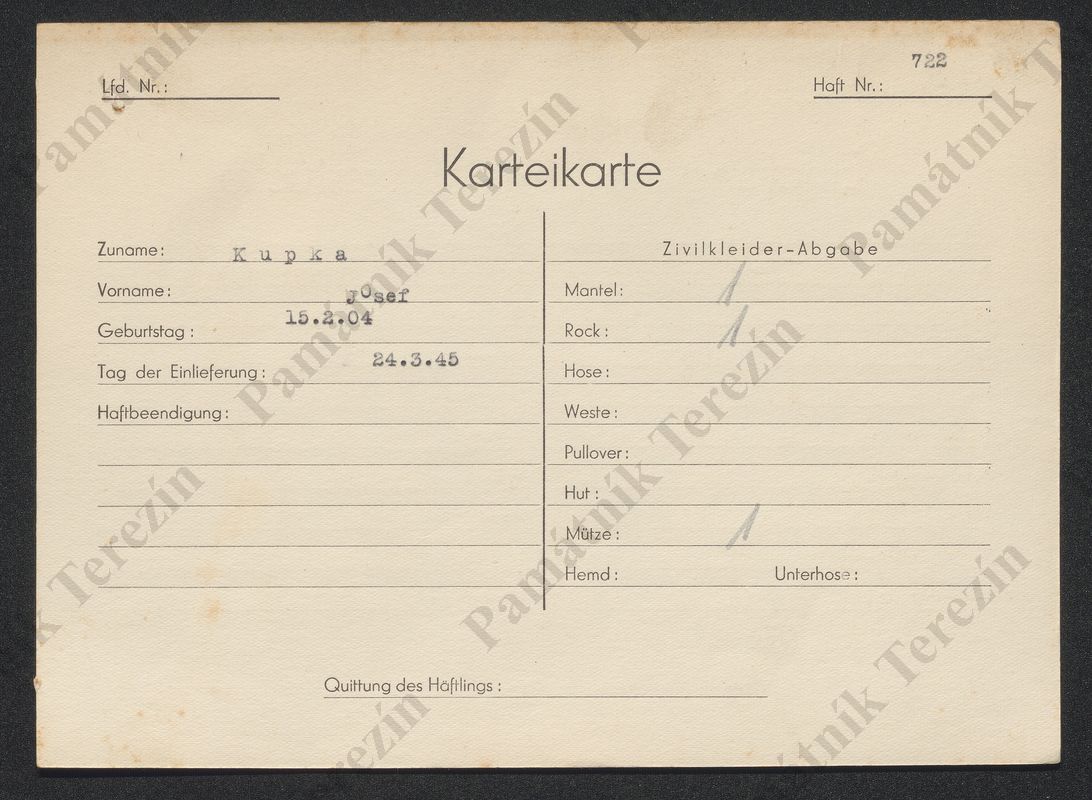 722
Lfd. Nr.:
Haft Nr.:
Karteikarte
Zuname: Kupka
Vorname: Josef
Geburtstag: 15.2.04
Tag der Einlieferung: 24.3.45
Haftbeendigung:
Zivilkleider-Abgabe
Mantel: 1
Rock: 1
Hose:
Weste:
Pullover:
Hut:
Mütze: 1
Hemd: Unterhose:
Quittung des Häftlings:
Památník Terezín